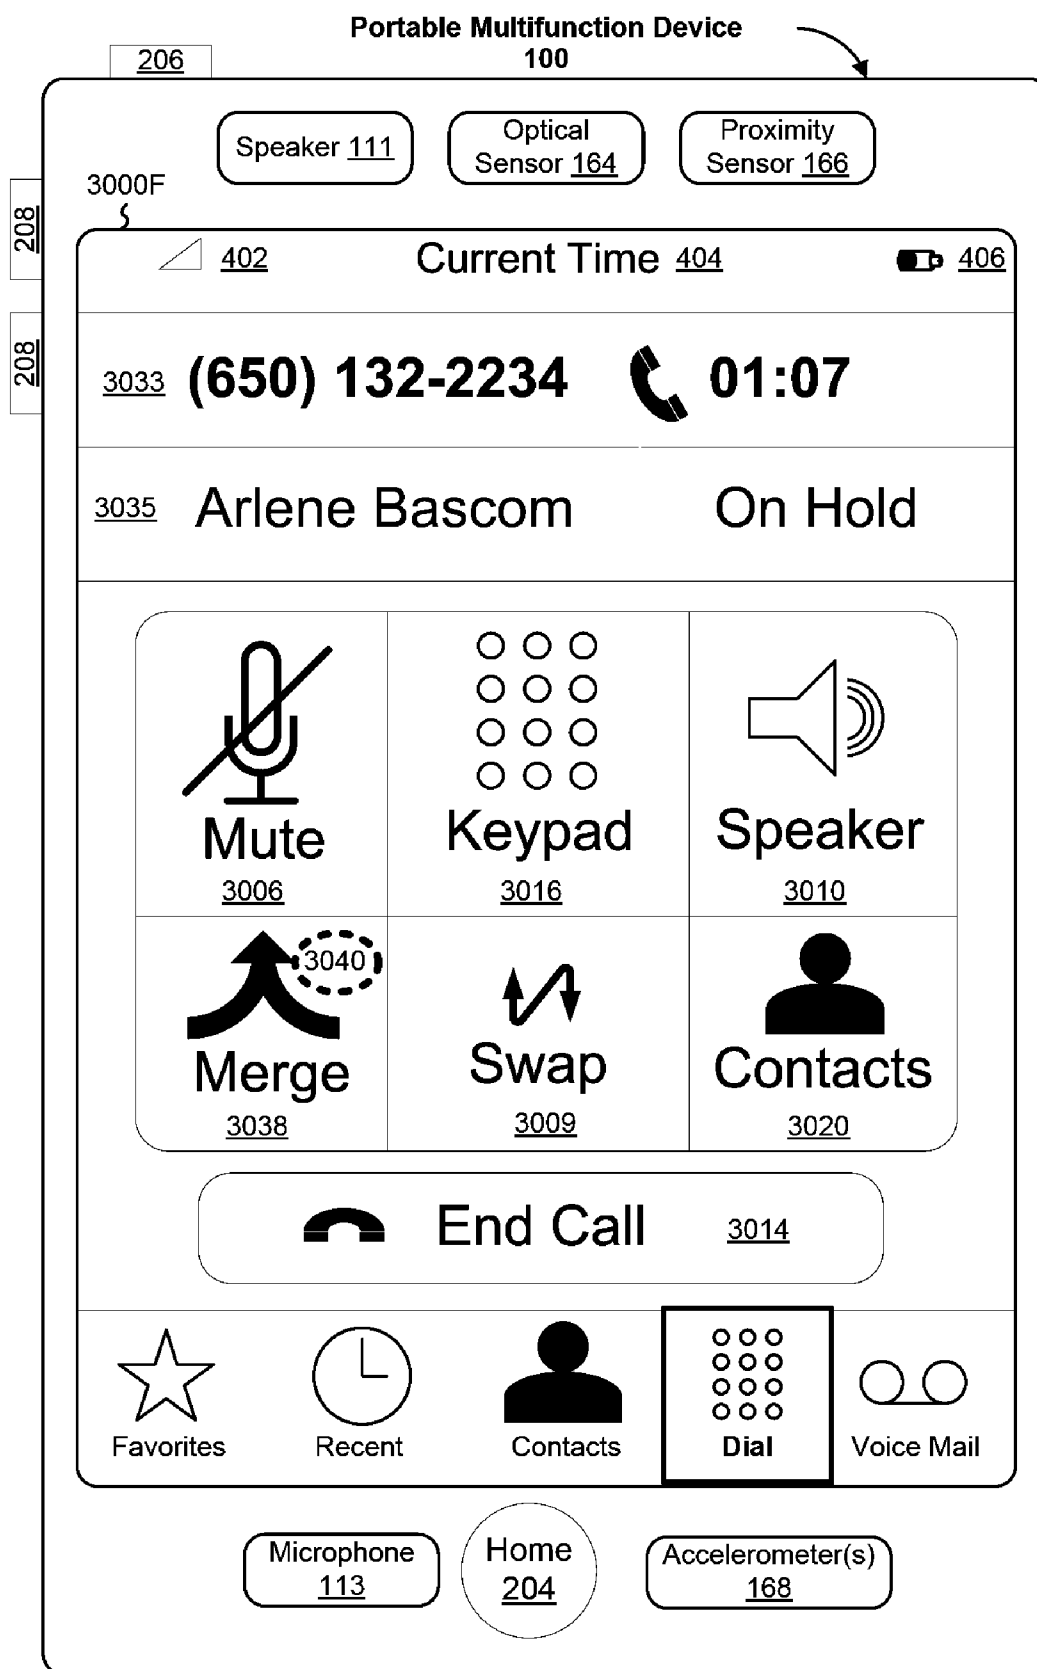 Portable Multifunction Device
100
206
Speaker 111
Optical
Sensor 164
Proximity
Sensor 166
3000F
208
208
402
Current Time 404
406
3033 (650) 132-2234 01:07
3035 Arlene Bascom On Hold
Mute
3006
Keypad
3016
Speaker
3010
3040
Merge
3038
Swap
3009
Contacts
3020
End Call 3014
Favorites
Recent
Contacts
Dial
Voice Mail
Microphone
113
Home
204
Accelerometer(s)
168